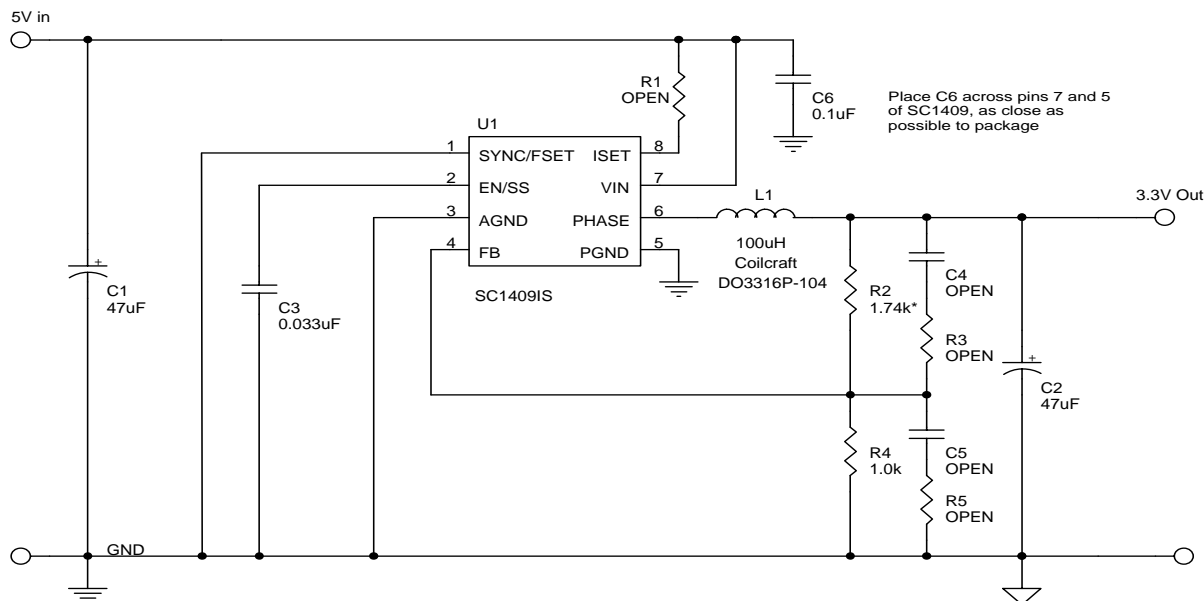 5V in
R1
OPEN
C6
0.1uF
Place C6 across pins 7 and 5
of SC1409, as close as
possible to package
U1
1
SYNC/FSET
ISET
8
2
EN/SS
VIN
7
3
AGND
PHASE
6
4
FB
PGND
5
SC1409IS
L1
100uH
Coilcraft
DO3316P-104
3.3V Out
+
C1
47uF
C3
0.033uF
R2
1.74k*
C4
OPEN
R3
OPEN
+
C2
47uF
R4
1.0k
C5
OPEN
R5
OPEN
GND